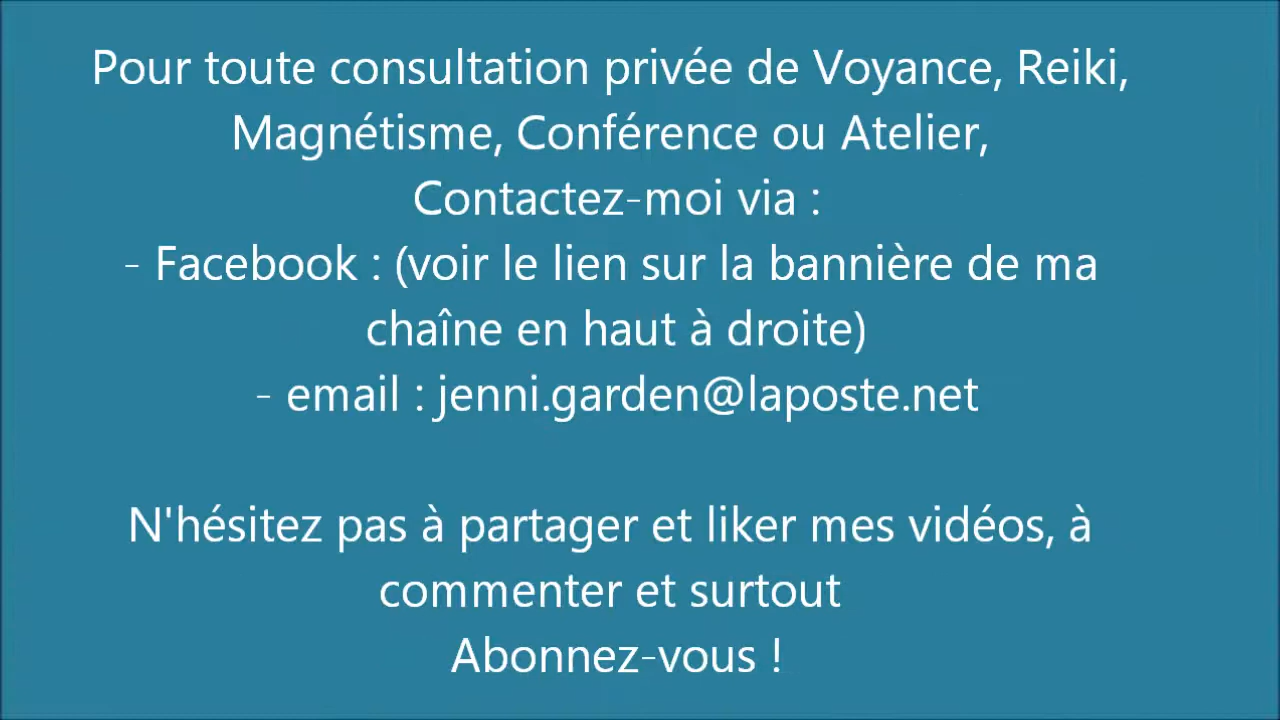 Pour toute consultation privée de Voyance, Reiki,
Magnétisme, Conférence ou Atelier,
Contactez-moi via :
- Facebook : (voir le lien sur la bannière de ma
chaîne en haut à droite)
- email : jenni.garden@laposte.net
N'hésitez pas à partager et liker mes vidéos, à
commenter et surtout
Abonnez-vous !